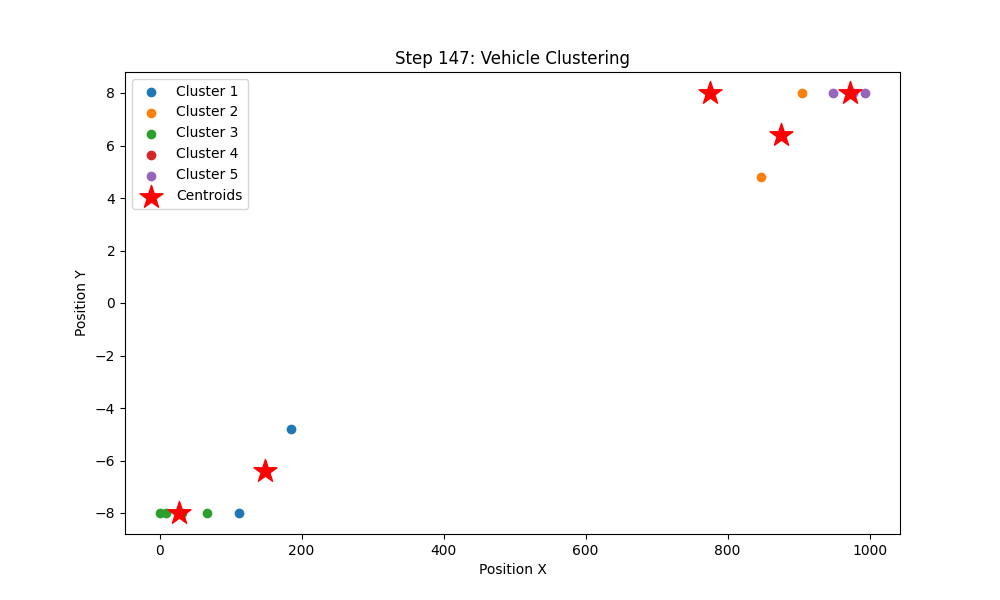 Step 147: Vehicle Clustering
Cluster 1
Cluster 2
Cluster 3
Cluster 4
Cluster 5
Centroids
Position Y
8
6
4
2
0
−2
−4
−6
−8
0 200 400 600 800 1000
Position X